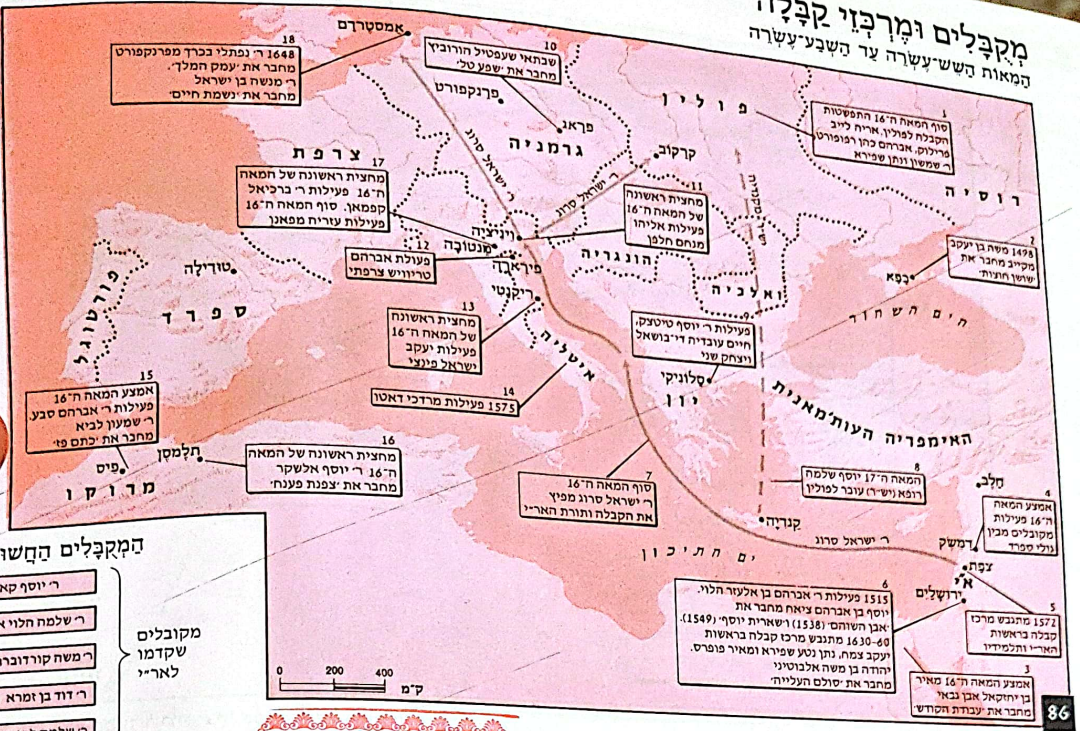 מְקֻבָּלִים וּמֶרְכְּזֵי קַבָּלָה
הַמֵּאוֹת הַשֵּׁשׁ־עֶשְׂרֵה עַד הַשְּׁבַע־עֶשְׂרֵה
18
1648 ר׳ נפתלי בכרך מפרנקפורט
מחבר את ׳עמק המלך׳.
ר׳ מנשה בן ישראל
מחבר את ׳נשמת חיים׳
אמסטרדם
10
שבתאי שעפטיל הורוביץ
מחבר את ׳שפע טל׳
פרנקפורט
פראג
גרמניה
פולין
1
סוף המאה ה־16 התפשטות
הקבלה לפולין, אריה לייב
פרילוק, אברהם כהן רפופורט
ר׳ שמשון ונתן שפירא
רוסיה
צרפת
17
מחצית ראשונה של המאה
ה־16 פעילות ר׳ ברכיאל
קפמאן. סוף המאה ה־16
פעילות עזריה מפאנו
ר׳ ישראל סרוג
קרקוב
ר׳ ישראל סרוג
11
מחצית ראשונה
של המאה ה־16
פעילות אליהו
מנחם חלפן
2
1498 משה בן יעקב
מקייב מחבר את
׳שושן חוצות׳
כפא
הים השחור
ויניציה
מנטובה
פירארה
12
פעולת אברהם
טריוויש צרפתי
הונגריה
ואלכיה
ריקנטי
13
מחצית ראשונה
של המאה ה־16
פעילות יעקב
ישראל פינצי
איטליה
14
1575 פעילות מרדכי דאטו
9
פעילות ר׳ יוסף טיטצק,
חיים עובדיה די־בושאל
ויצחק שני
סלוניקי
יוון
האימפריה העות׳מאנית
פורטוגל
טודילה
ספרד
15
אמצע המאה ה־16
פעילות ר׳ אברהם סבע.
ר׳ שמעון לביא
מחבר את ׳כתם פז׳
תלמסן
פיס
מרוקו
16
מחצית ראשונה של המאה
ה־16 ר׳ יוסף אלשקר
מחבר את ׳צפנת פענח׳
7
סוף המאה ה־16
ר׳ ישראל סרוג מפיץ
את הקבלה ותורת האר״י
8
המאה ה־17 יוסף שלמה
רופא (יש״ר) עובר לפולין
קנדיה
ר׳ ישראל סרוג
ים התיכון
חלב
4
אמצע המאה
ה־16 פעילות
מקובלים מבין
גולי ספרד
דמשק
צפת
א״י
ירושלים
5
1572 מתגבש מרכז
קבלה בראשות
האר״י ותלמידיו
6
1515 פעילות ר׳ אברהם בן אלעזר הלוי.
יוסף בן אברהם ציאח מחבר את
׳אבן השוהם׳ (1538) ו׳שארית יוסף׳ (1549).
1630-60 מתגבש מרכז קבלה בראשות
יעקב צמח, נתן נטע שפירא ומאיר פופרס.
יהודה בן משה אלבוטיני
מחבר את ׳סולם העלייה׳
3
אמצע המאה ה־16 מאיר
בן יחזקאל אבן גבאי
מחבר את ׳עבודת הקודש׳
0 200 400
ק״מ
המקבלים החשו
ר׳ יוסף קא
ר׳ שלמה הלוי א
ר׳ משה קורדוברו
ר׳ דוד בן זמרא
מקובלים
שקדמו
לאר״י
86